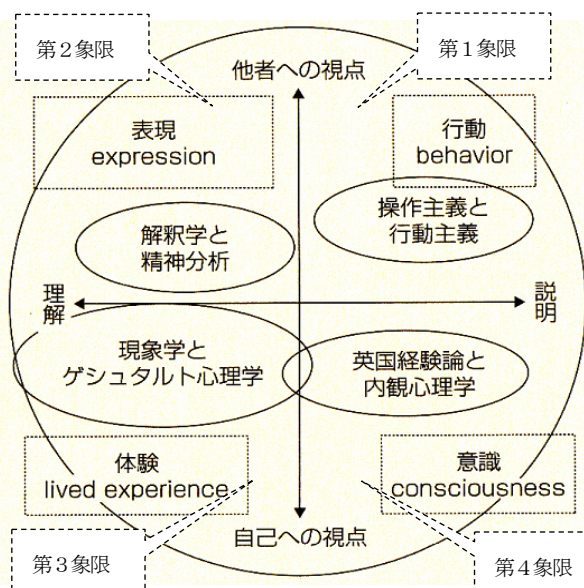 第２象限
第１象限
他者への視点
表現
expression
行動
behavior
操作主義と
行動主義
解釈学と
精神分析
理解
説明
現象学と
ゲシュタルト心理学
英国経験論と
内観心理学
体験
lived experience
意識
consciousness
自己への視点
第３象限
第４象限